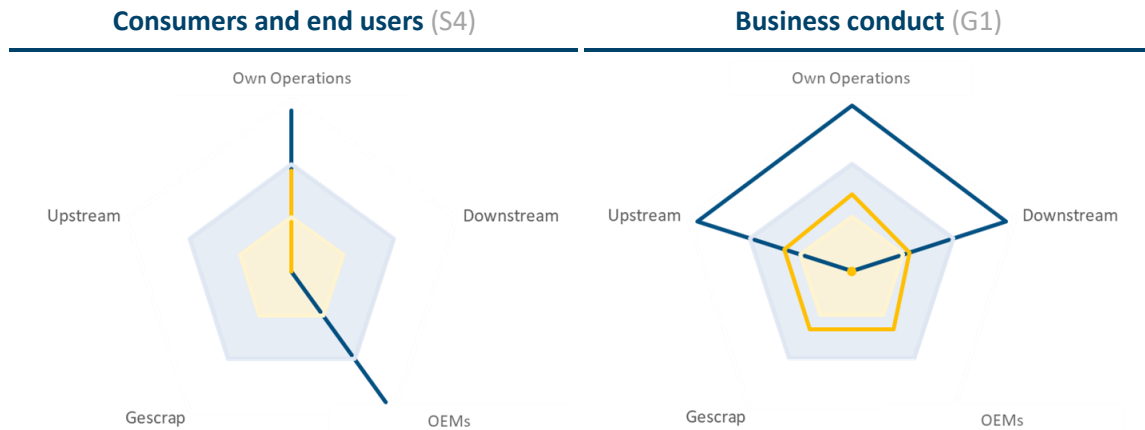 Consumers and end users (S4)
Own Operations
Upstream
Downstream
Gescrap
OEMs
Business conduct (G1)
Own Operations
Upstream
Downstream
Gescrap
OEMs